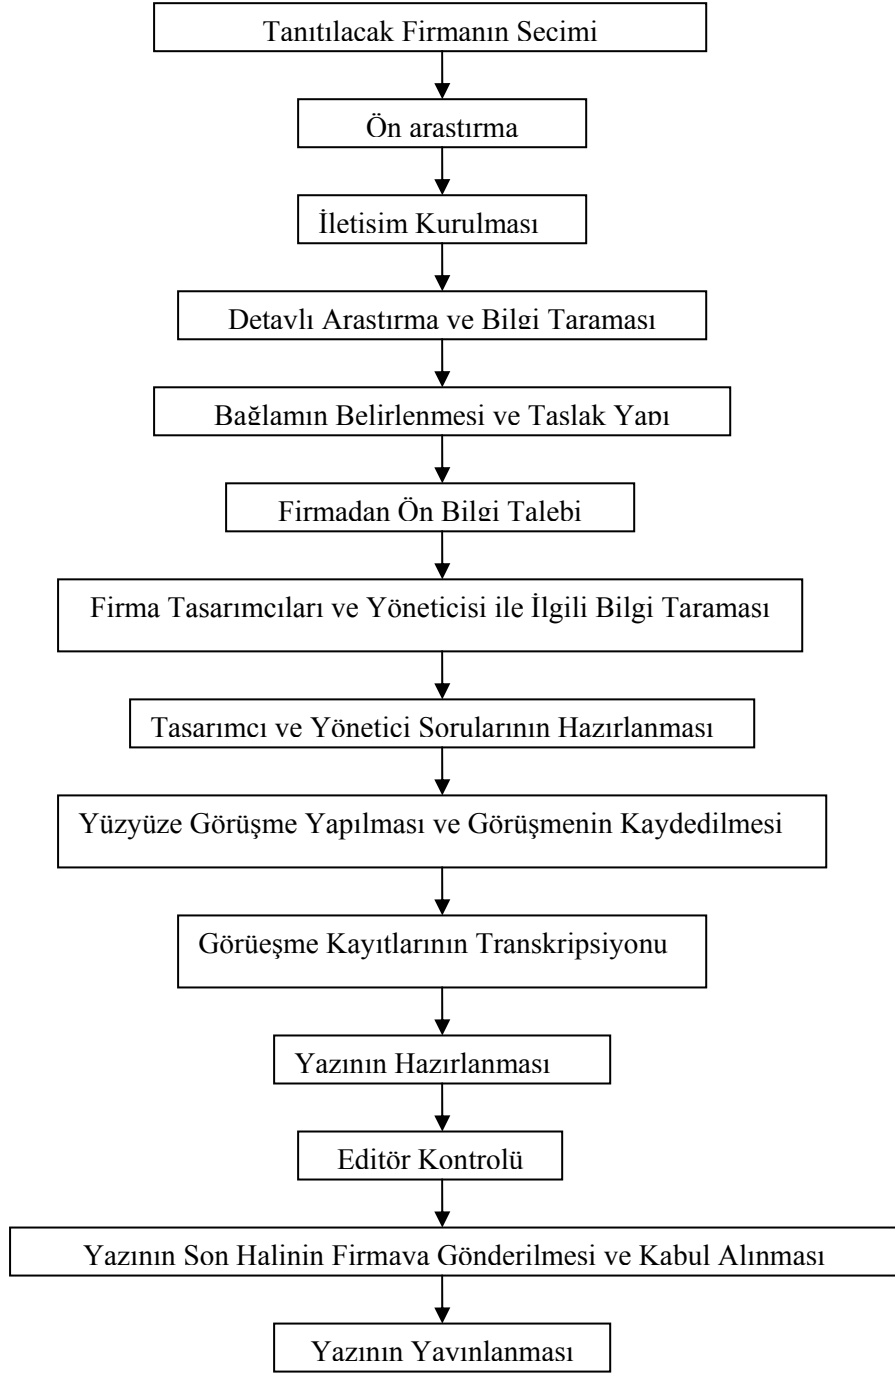 Tanıtılacak Firmanın Secimi
Ön arastırma
İletisim Kurulması
Detaylı Arastırma ve Bilgi Taraması
Bağlamın Belirlenmesi ve Taslak Yapı
Firmadan Ön Bilgi Talebi
Firma Tasarımcıları ve Yöneticisi ile İlgili Bilgi Taraması
Tasarımcı ve Yönetici Sorularının Hazırlanması
Yüzyüze Görüşme Yapılması ve Görüşmenin Kaydedilmesi
Görüeşme Kayıtlarının Transkripsiyonu
Yazının Hazırlanması
Editör Kontrolü
Yazının Son Halinin Firmaya Gönderilmesi ve Kabul Alınması
Yazının Yayınlanması